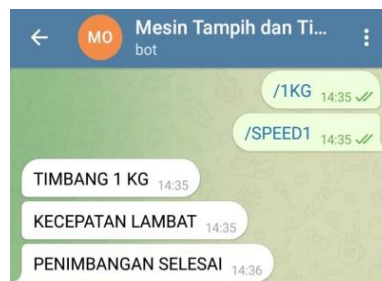 MO
Mesin Tampih dan Ti...
bot
/1KG 14:35
/SPEED1 14:35
TIMBANG 1 KG 14:35
KECEPATAN LAMBAT 14:35
PENIMBANGAN SELESAI 14:36